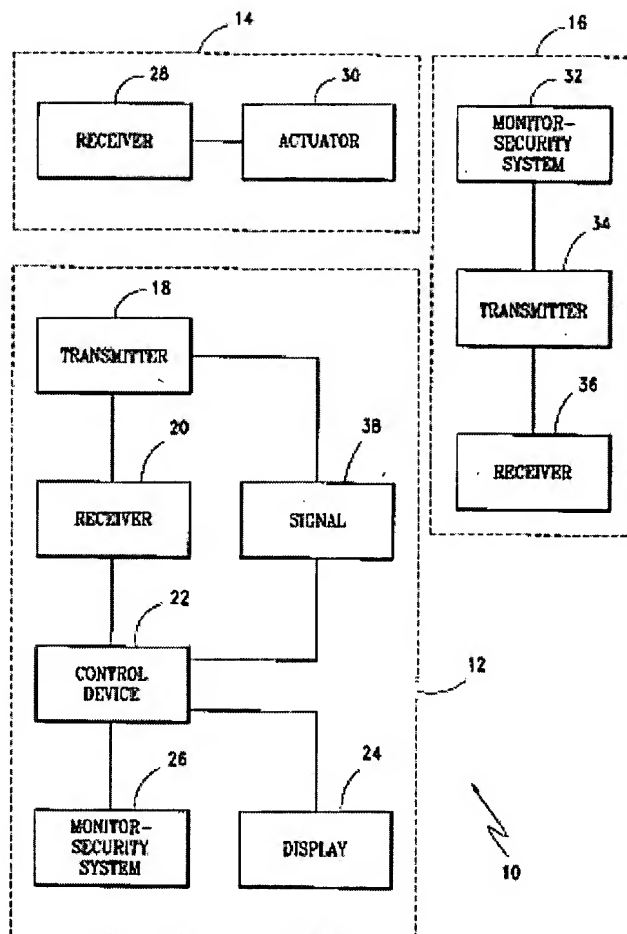 14
16
28
30
32
RECEIVER
ACTUATOR
MONITOR-
SECURITY
SYSTEM
34
18
TRANSMITTER
TRANSMITTER
20
38
36
RECEIVER
SIGNAL
RECEIVER
22
CONTROL
DEVICE
12
26
24
MONITOR-
SECURITY
SYSTEM
DISPLAY
10